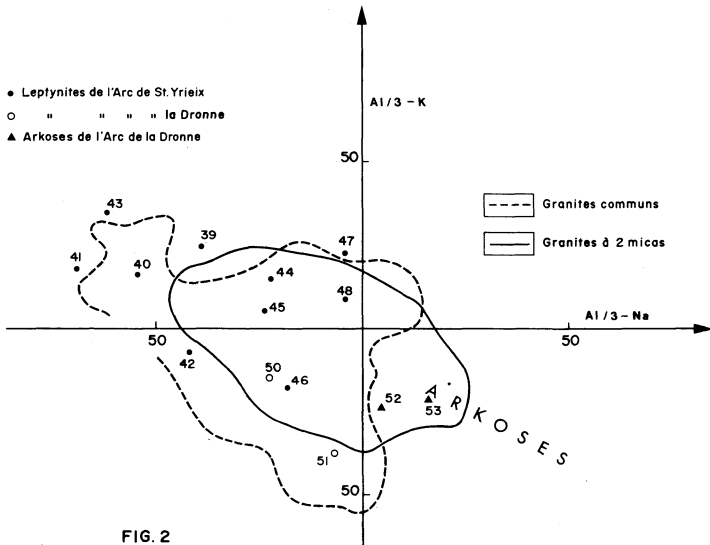 Al/3-K
• Leptynites de l'Arc de St. Yrieix
○ " " " " la Dronne
▲ Arkoses de l'Arc de la Dronne
50
Granites communs
Granites à 2 micas
43
39
47
41
40
44
45
48
Al/3-Na
50
50
42
50
46
52
53
ARKOSES
51
50
FIG. 2